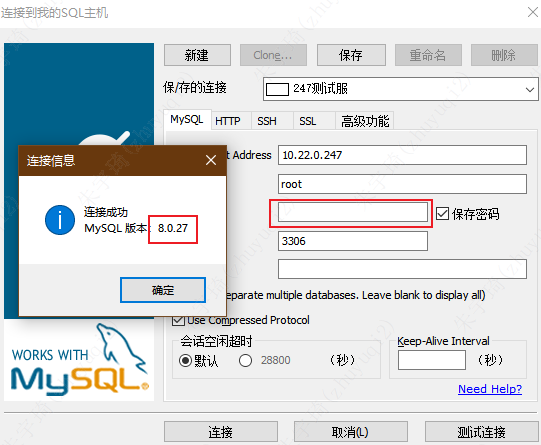 连接到我的SQL主机
新建
Clone...
保存
重命名
删除
保/存的连接
247测试服
MySQL
HTTP
SSH
SSL
高级功能
t Address
10.22.0.247
root
保存密码
3306
eparate multiple databases. Leave blank to display all)
Use Compressed Protocol
会话空闲超时
默认
28800
(秒)
Keep-Alive Interval
(秒)
Need Help?
连接信息
连接成功
MySQL 版本: 8.0.27
确定
WORKS WITH
MySQL®
连接
取消(L)
测试连接